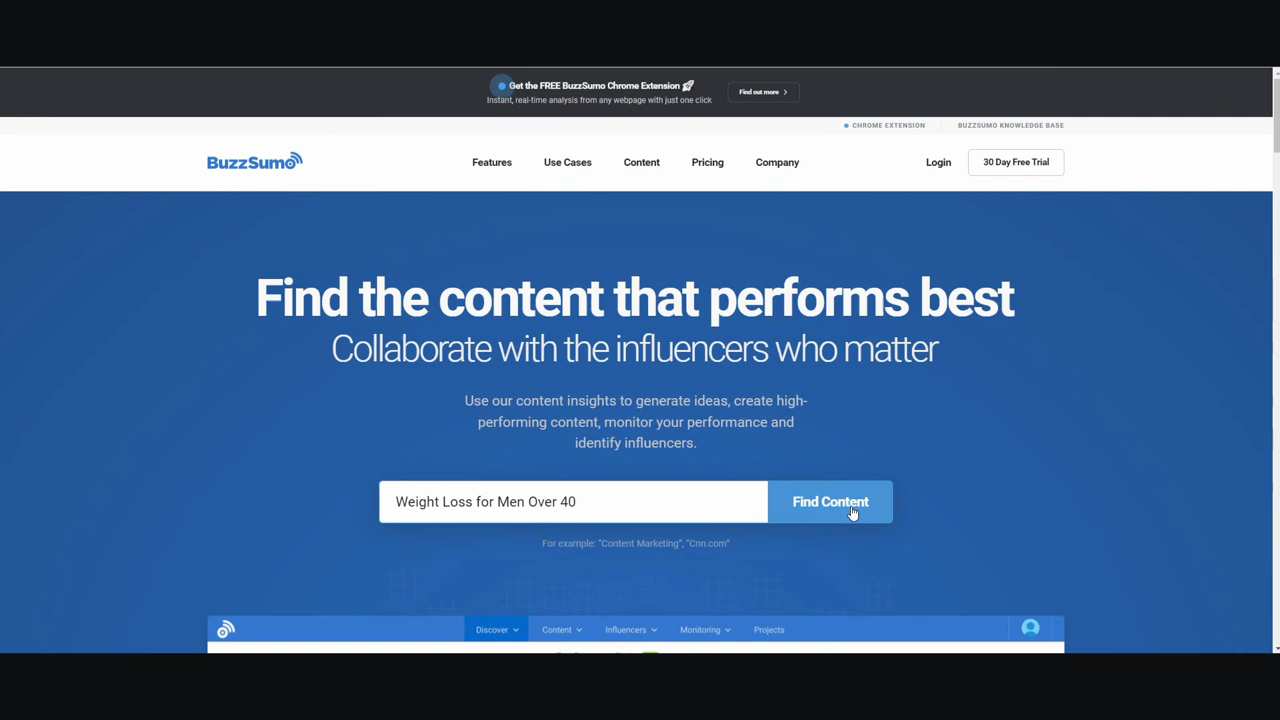 Get the FREE BuzzSumo Chrome Extension 🚀
Instant, real-time analysis from any webpage with just one click
Find out more
CHROME EXTENSION
BUZZSUMO KNOWLEDGE BASE
BuzzSumo
Features
Use Cases
Content
Pricing
Company
Login
30 Day Free Trial
Find the content that performs best
Collaborate with the influencers who matter
Use our content insights to generate ideas, create high-
performing content, monitor your performance and
identify influencers.
Weight Loss for Men Over 40
Find Content
For example: “Content Marketing”, “Cnn.com”
Discover
Content
Influencers
Monitoring
Projects